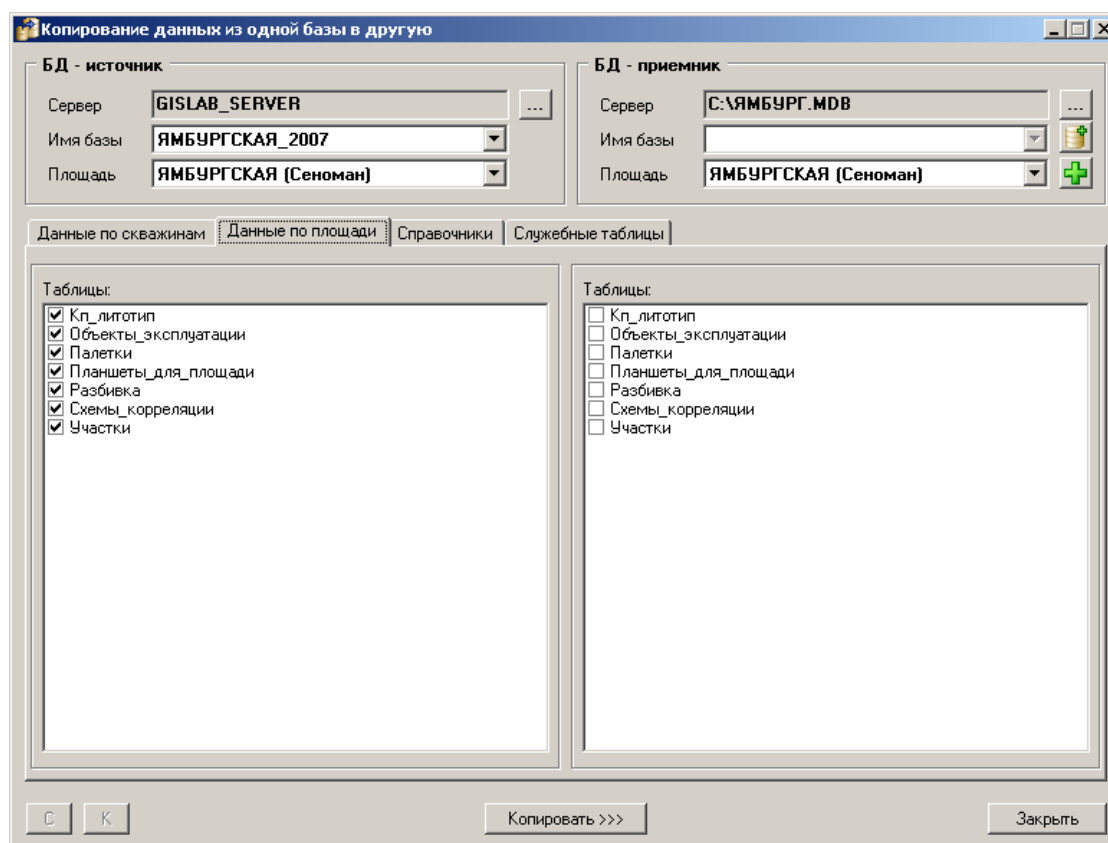 Копирование данных из одной базы в другую
БД - источник
Сервер
GISLAB_SERVER
...
Имя базы
ЯМБУРГСКАЯ_2007
Площадь
ЯМБУРГСКАЯ (Сеноман)
БД - приемник
Сервер
C:\ЯМБУРГ.MDB
...
Имя базы
Площадь
ЯМБУРГСКАЯ (Сеноман)
Данные по скважинам
Данные по площади
Справочники
Служебные таблицы
Таблицы:
Кп_литотип
Объекты_эксплуатации
Палетки
Планшеты_для_площади
Разбивка
Схемы_корреляции
Участки
Таблицы:
Кп_литотип
Объекты_эксплуатации
Палетки
Планшеты_для_площади
Разбивка
Схемы_корреляции
Участки
С
К
Копировать >>>
Закрыть